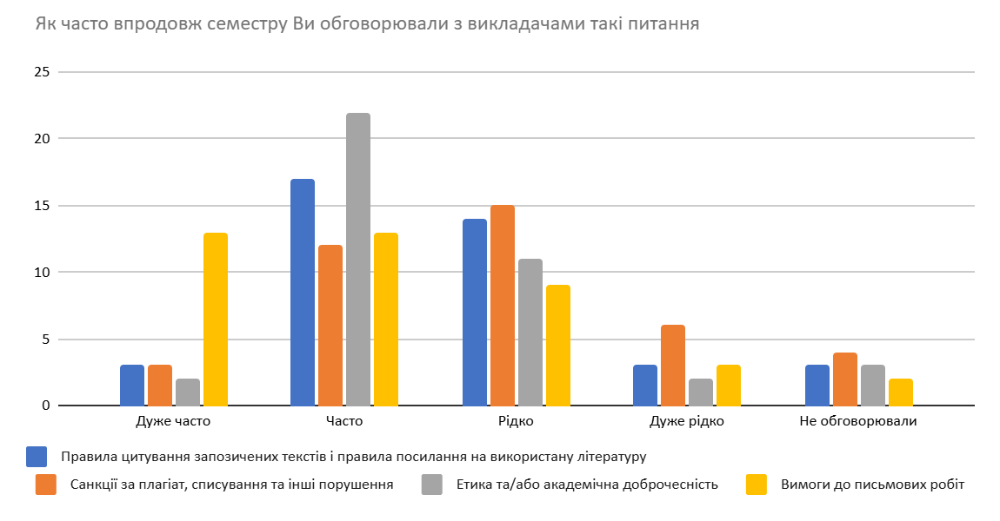 Як часто впродовж семестру Ви обговорювали з викладачами такі питання
25
20
15
10
5
0
Дуже часто Часто Рідко Дуже рідко Не обговорювали
Правила цитування запозичених текстів і правила посилання на використану літературу
Санкції за плагіат, списування та інші порушення Етика та/або академічна доброчесність Вимоги до письмових робіт